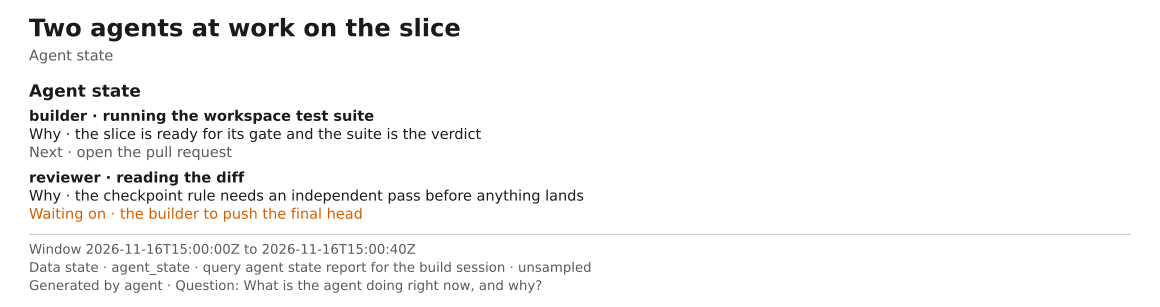 Two agents at work on the slice
Agent state
Agent state
builder · running the workspace test suite
Why · the slice is ready for its gate and the suite is the verdict
Next · open the pull request
reviewer · reading the diff
Why · the checkpoint rule needs an independent pass before anything lands
Waiting on · the builder to push the final head
Window 2026-11-16T15:00:00Z to 2026-11-16T15:00:40Z
Data state · agent_state · query agent state report for the build session · unsampled
Generated by agent · Question: What is the agent doing right now, and why?